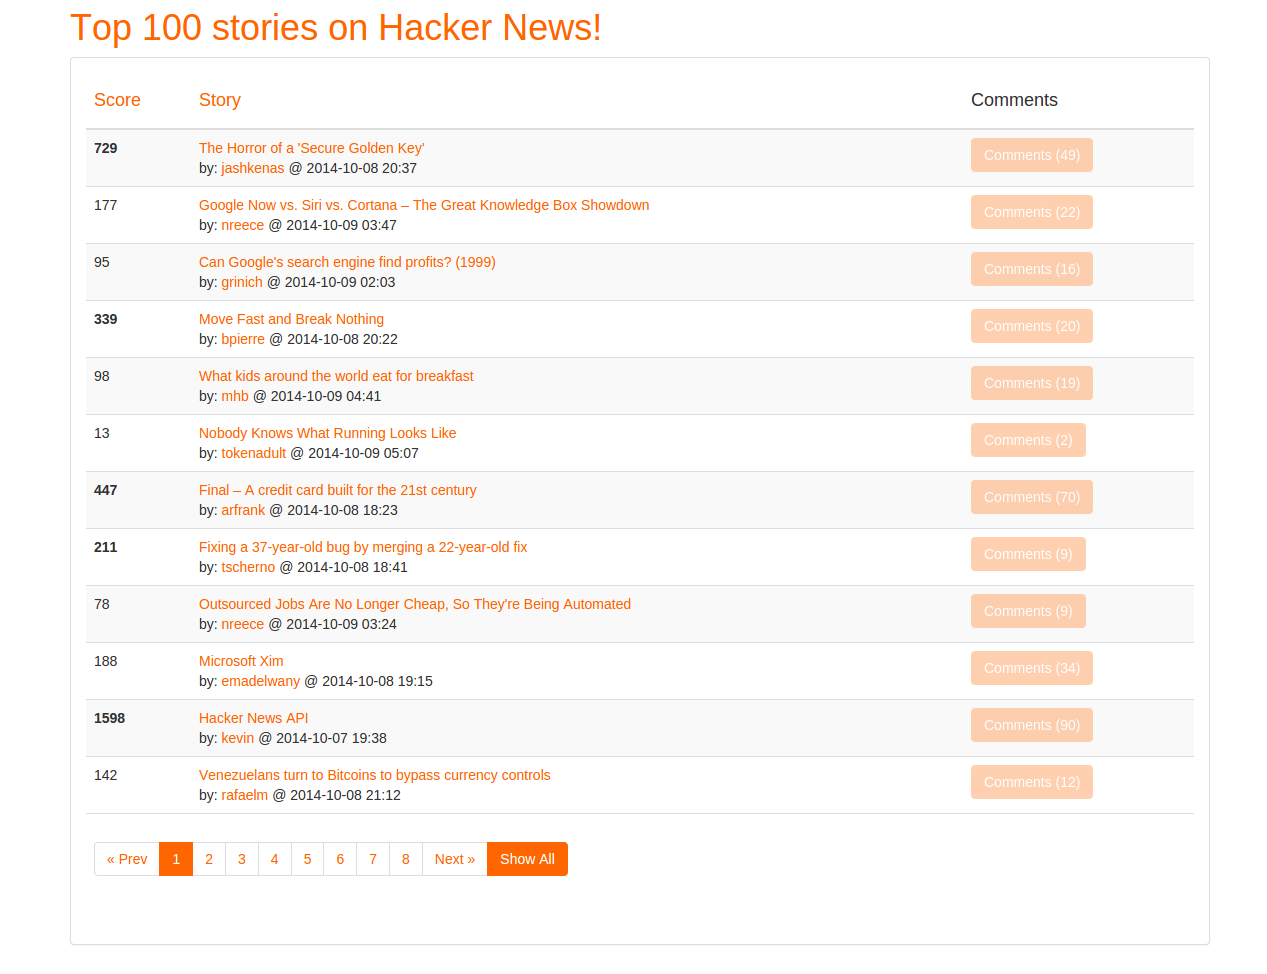 Top 100 stories on Hacker News!
Score Story Comments
729 The Horror of a 'Secure Golden Key' Comments (49)
by: jashkenas @ 2014-10-08 20:37
177 Google Now vs. Siri vs. Cortana – The Great Knowledge Box Showdown Comments (22)
by: nreece @ 2014-10-09 03:47
95 Can Google's search engine find profits? (1999) Comments (16)
by: grinich @ 2014-10-09 02:03
339 Move Fast and Break Nothing Comments (20)
by: bpierre @ 2014-10-08 20:22
98 What kids around the world eat for breakfast Comments (19)
by: mhb @ 2014-10-09 04:41
13 Nobody Knows What Running Looks Like Comments (2)
by: tokenadult @ 2014-10-09 05:07
447 Final – A credit card built for the 21st century Comments (70)
by: arfrank @ 2014-10-08 18:23
211 Fixing a 37-year-old bug by merging a 22-year-old fix Comments (9)
by: tscherno @ 2014-10-08 18:41
78 Outsourced Jobs Are No Longer Cheap, So They're Being Automated Comments (9)
by: nreece @ 2014-10-09 03:24
188 Microsoft Xim Comments (34)
by: emadelwany @ 2014-10-08 19:15
1598 Hacker News API Comments (90)
by: kevin @ 2014-10-07 19:38
142 Venezuelans turn to Bitcoins to bypass currency controls Comments (12)
by: rafaelm @ 2014-10-08 21:12
« Prev 1 2 3 4 5 6 7 8 Next » Show All